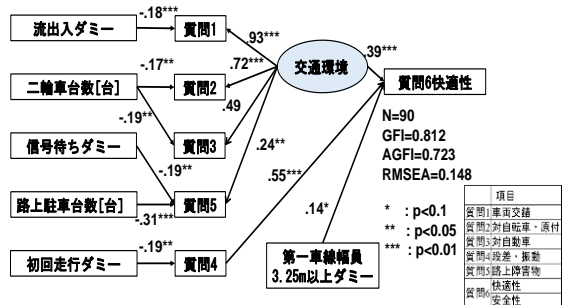 流出入ダミー
-.18***
質問1
.93***
交通環境
.39***
質問6快適性
二輪車台数[台]
-.17**
質問2
.72***
-.19**
質問3
.49
信号待ちダミー
-.19**
.24**
.55***
路上駐車台数[台]
-.31***
質問5
.14*
初回走行ダミー
-.19**
質問4
第一車線幅員
3.25m以上ダミー
N=90
GFI=0.812
AGFI=0.723
RMSEA=0.148
* : p<0.1
** : p<0.05
*** : p<0.01
項目
質問1 車両交錯
質問2 対自転車・原付
質問3 対自動車
質問4 段差・振動
質問5 路上障害物
質問6 快適性
安全性